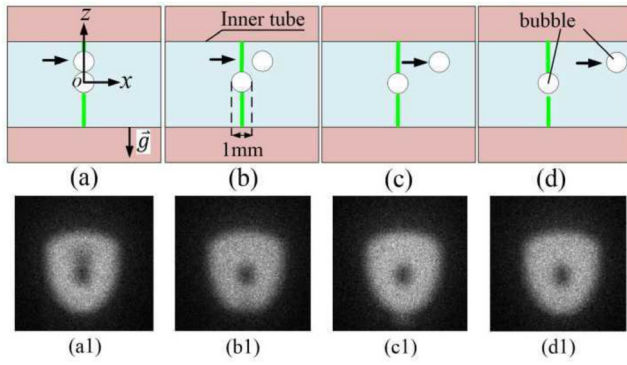 z
o
x
g
Inner tube
1mm
bubble
(a)
(b)
(c)
(d)
(a1)
(b1)
(c1)
(d1)